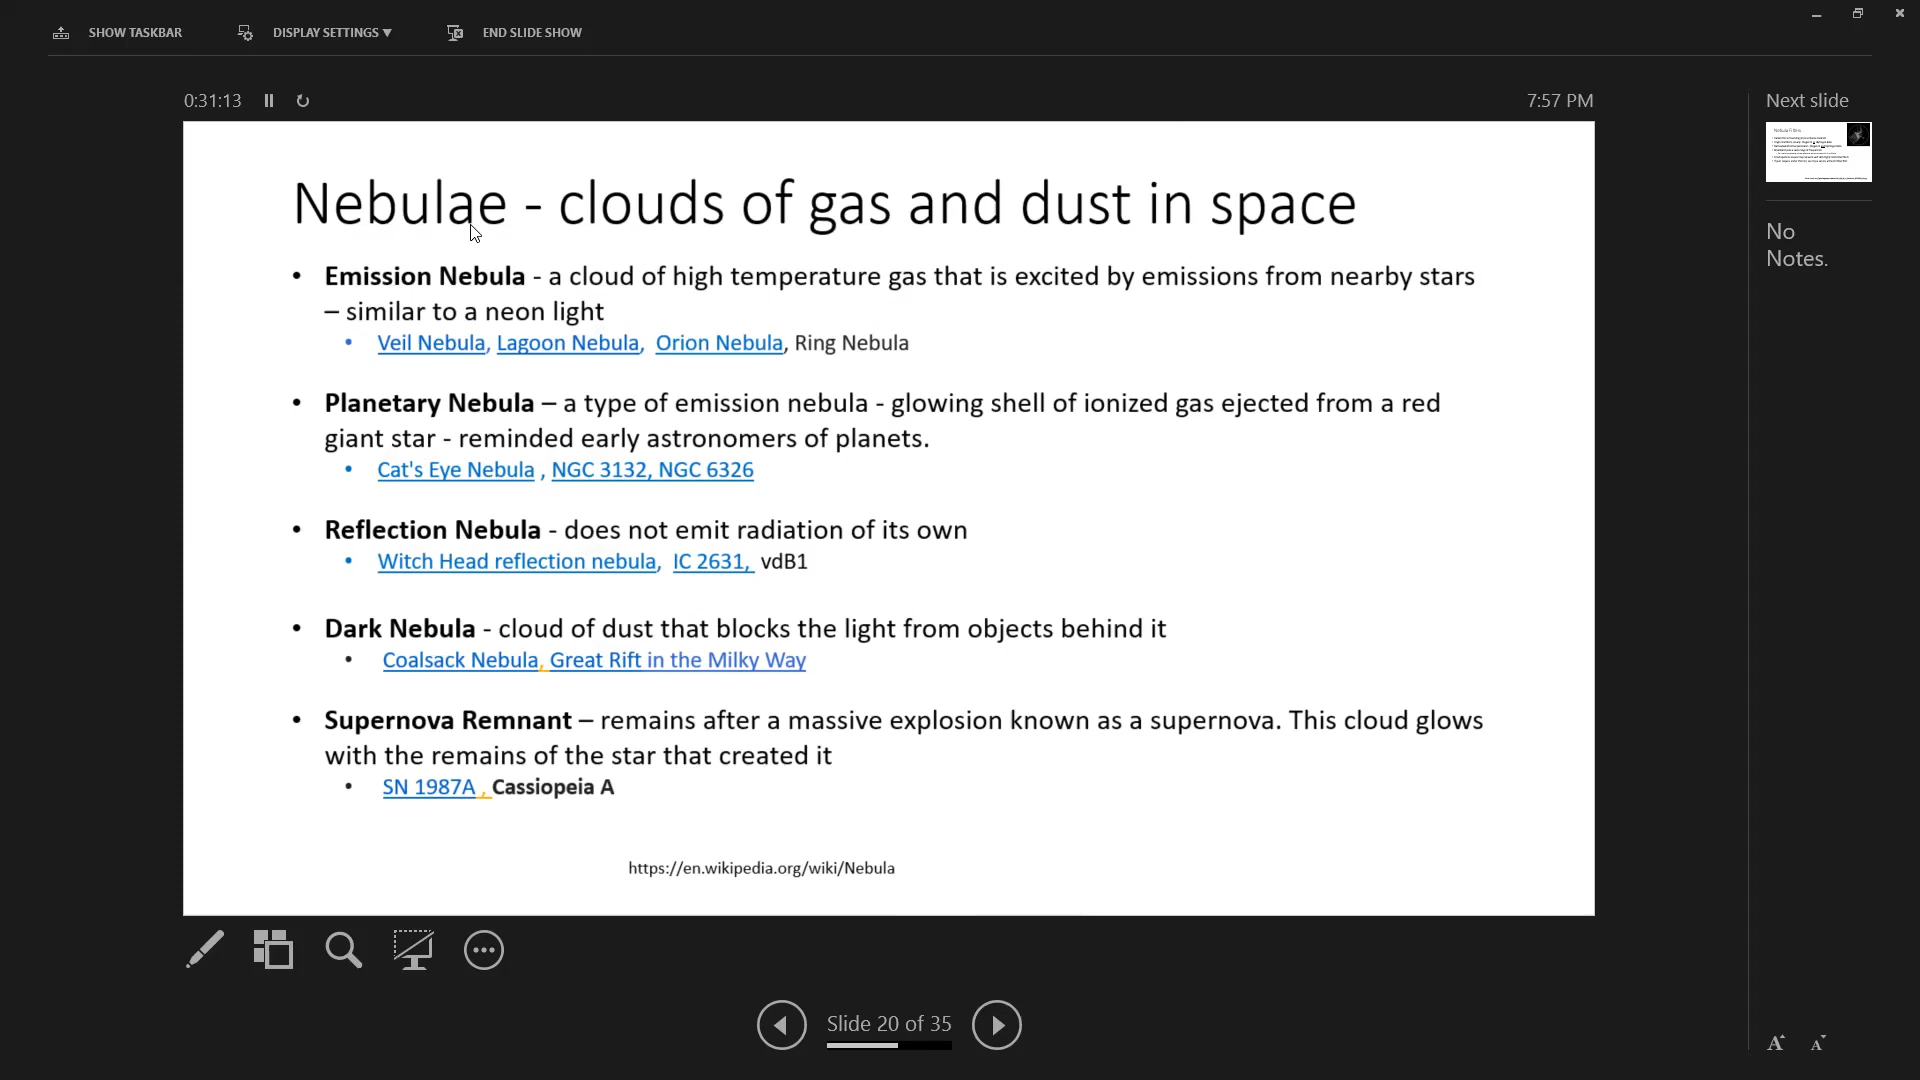 SHOW TASKBAR
DISPLAY SETTINGS ▼
END SLIDE SHOW
0:31:13
7:57 PM
Next slide
Nebulae - clouds of gas and dust in space
• Emission Nebula - a cloud of high temperature gas that is excited by emissions from nearby stars
– similar to a neon light
• Veil Nebula, Lagoon Nebula, Orion Nebula, Ring Nebula
• Planetary Nebula – a type of emission nebula - glowing shell of ionized gas ejected from a red
giant star - reminded early astronomers of planets.
• Cat's Eye Nebula , NGC 3132, NGC 6326
• Reflection Nebula - does not emit radiation of its own
• Witch Head reflection nebula, IC 2631, vdB1
• Dark Nebula - cloud of dust that blocks the light from objects behind it
• Coalsack Nebula, Great Rift in the Milky Way
• Supernova Remnant – remains after a massive explosion known as a supernova. This cloud glows
with the remains of the star that created it
• SN 1987A , Cassiopeia A
https://en.wikipedia.org/wiki/Nebula
Nebula Filters
No
Notes.
Slide 20 of 35
A A